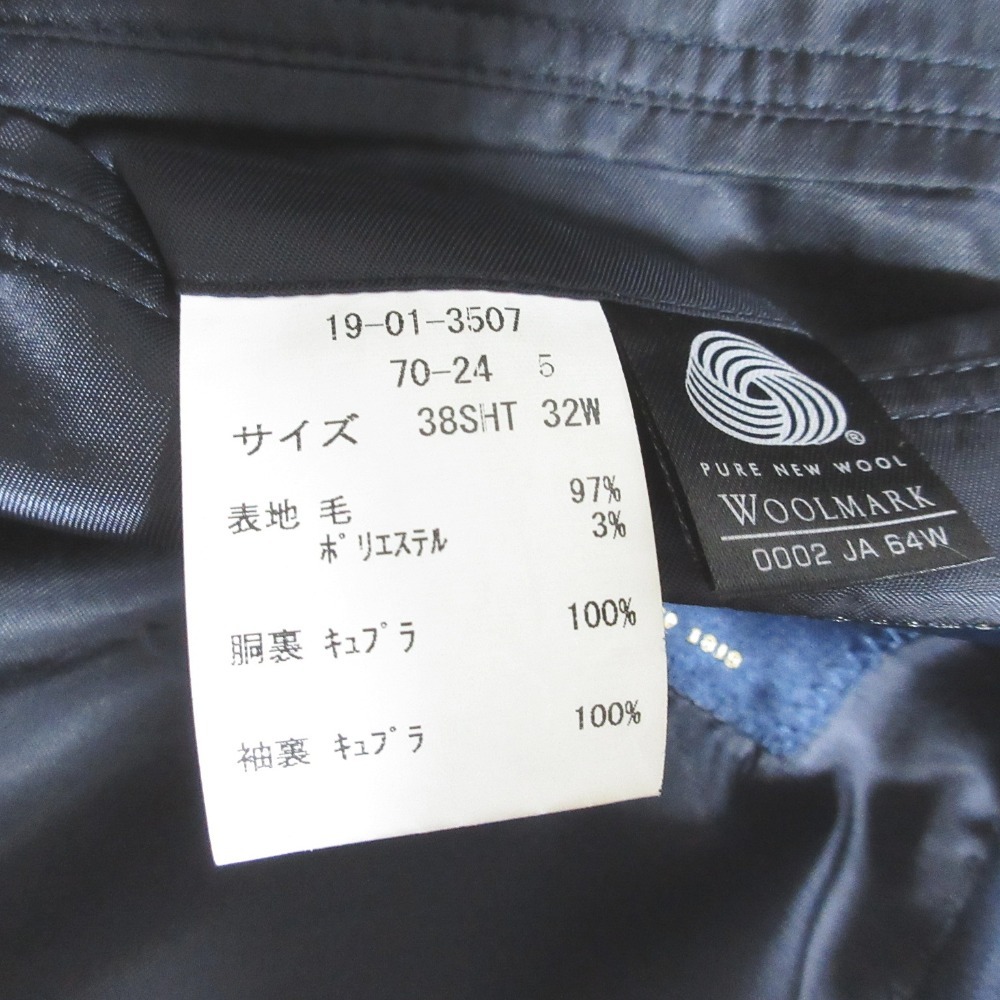 19-01-3507
70-24 5
サイズ 38SHT 32W
表地 毛 97%
ポリエステル 3%
胴裏 キュプラ 100%
袖裏 キュプラ 100%
®
PURE NEW WOOL
WOOLMARK
0002 JA 64W
1818